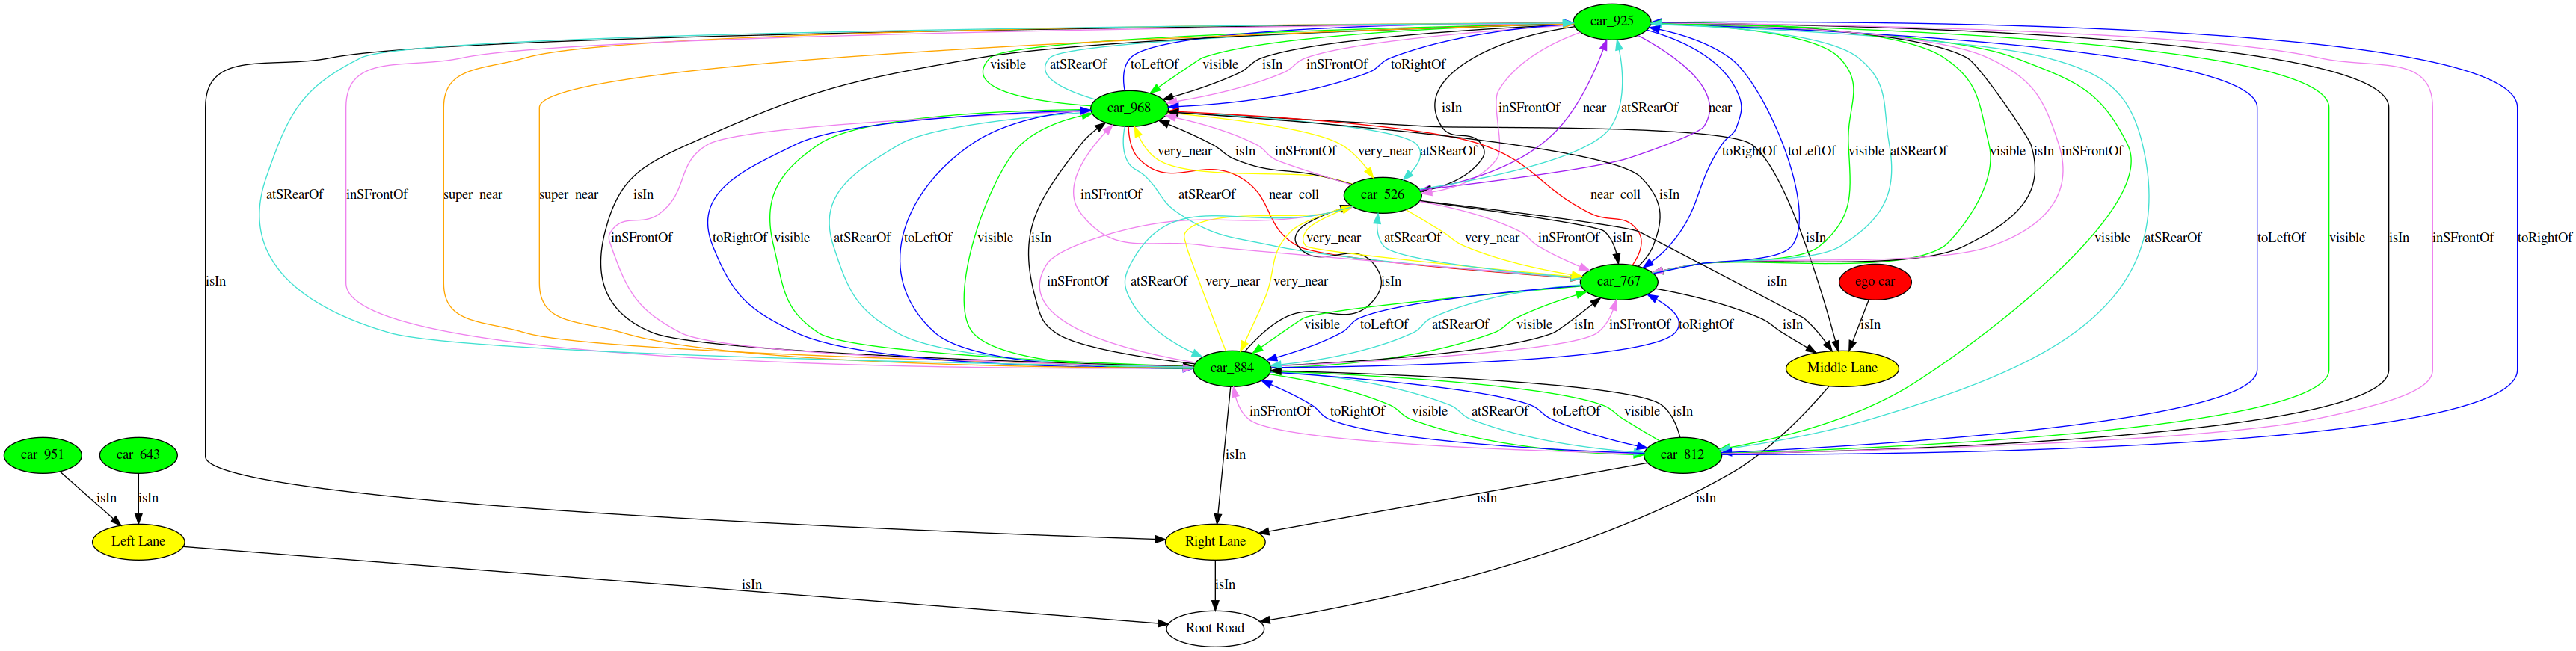 car_925
visible atSRearOf toLeftOf visible isIn inSFrontOf toRightOf
car_968 isIn inSFrontOf near atSRearOf near
very_near isIn inSFrontOf very_near atSRearOf toRightOf toLeftOf visible atSRearOf visible isIn inSFrontOf
atSRearOf inSFrontOf super_near super_near isIn inSFrontOf atSRearOf near_coll car_526 near_coll isIn
inSFrontOf toRightOf visible atSRearOf toLeftOf visible isIn very_near atSRearOf very_near inSFrontOf isIn isIn visible atSRearOf toLeftOf visible isIn inSFrontOf toRightOf
isIn inSFrontOf atSRearOf very_near very_near isIn car_767 isIn ego car
visible toLeftOf atSRearOf visible isIn inSFrontOf toRightOf isIn isIn
car_884 Middle Lane
inSFrontOf toRightOf visible atSRearOf toLeftOf visible isIn
car_951 car_643 isIn car_812
isIn isIn isIn isIn
Left Lane Right Lane
isIn isIn
Root Road